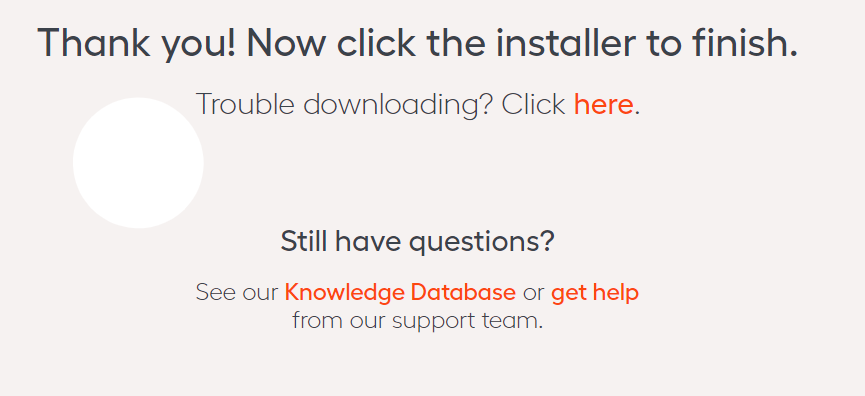 Thank you! Now click the installer to finish.
Trouble downloading? Click here.
Still have questions?
See our Knowledge Database or get help
from our support team.